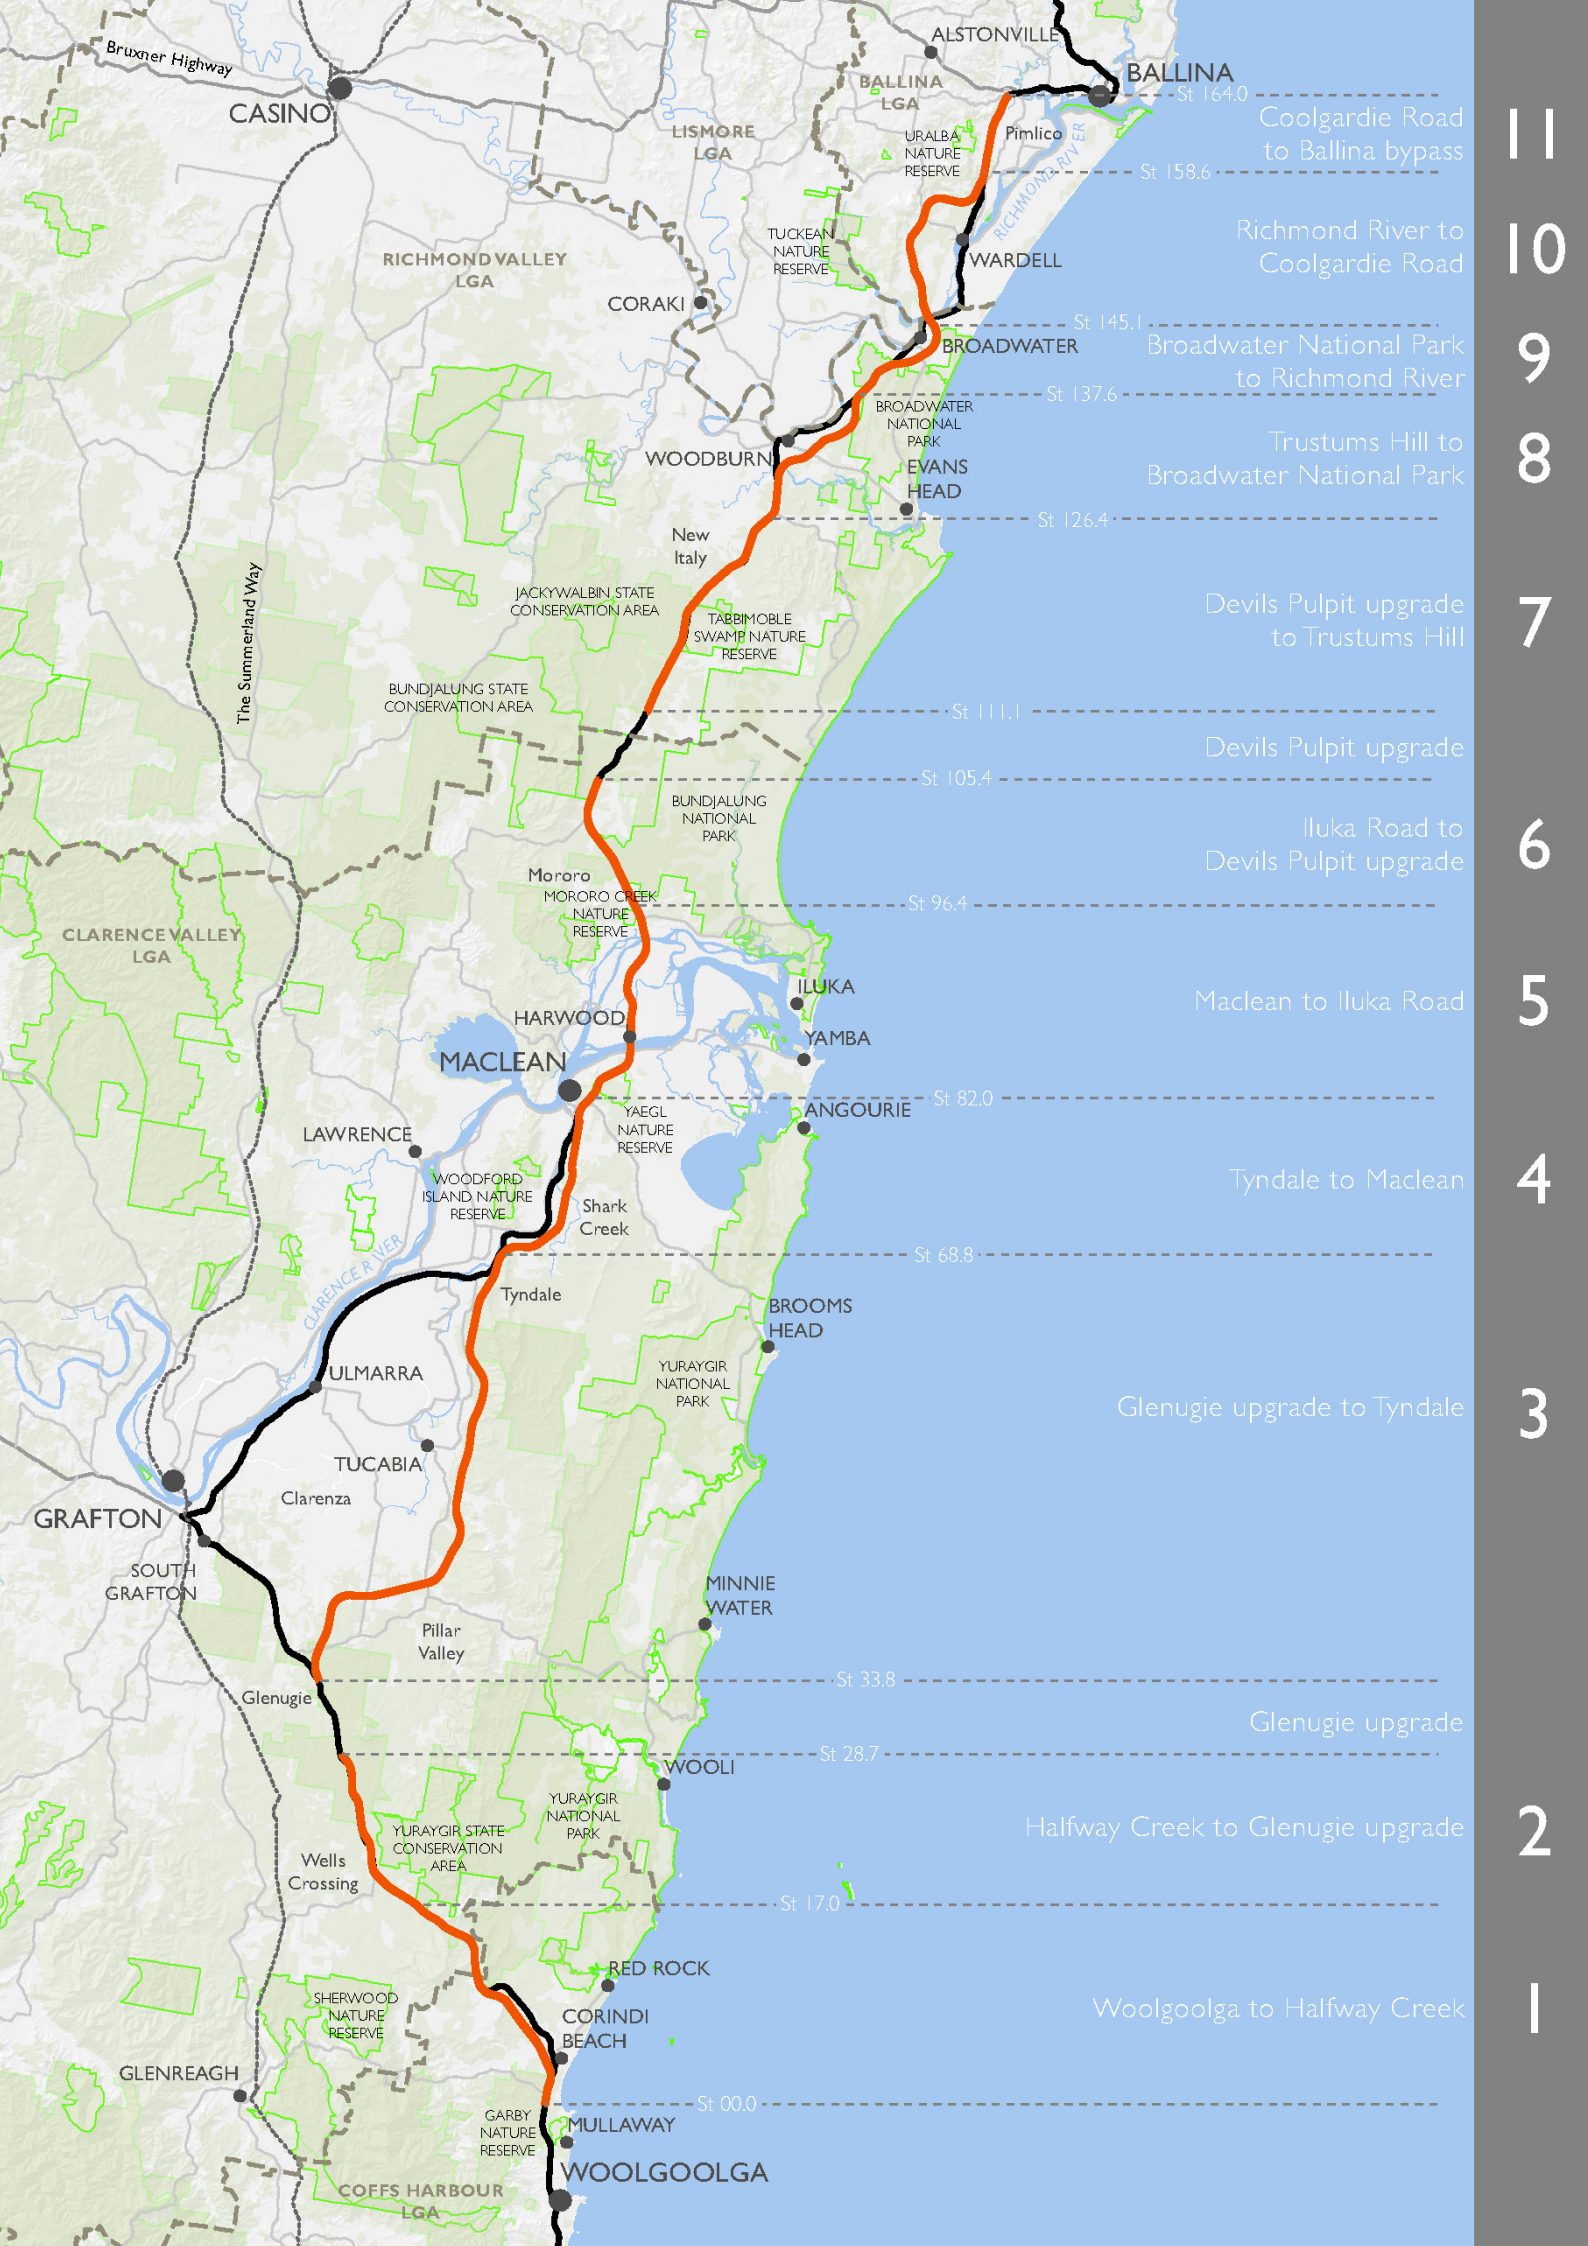 ALSTONVILLE
Bruxner Highway
BALLINA
BALLINA
LGA
St 164.0
CASINO
Coolgardie Road
to Ballina bypass
11
LISMORE
LGA
URALBA
NATURE
RESERVE
Pimlico
RICHMOND RIVER
St 158.6
TUCKEAN
NATURE
RESERVE
Richmond River to
Coolgardie Road
10
RICHMOND VALLEY
LGA
WARDELL
CORAKI
St 145.1
BROADWATER
Broadwater National Park
to Richmond River
9
St 137.6
BROADWATER
NATIONAL
PARK
WOODBURN
Trustums Hill to
Broadwater National Park
8
EVANS
HEAD
St 126.4
New
Italy
The Summerland Way
JACKYWALBIN STATE
CONSERVATION AREA
TABBIMOBLE
SWAMP NATURE
RESERVE
Devils Pulpit upgrade
to Trustums Hill
7
BUNDJALUNG STATE
CONSERVATION AREA
St 111.1
Devils Pulpit upgrade
St 105.4
BUNDJALUNG
NATIONAL
PARK
Iluka Road to
Devils Pulpit upgrade
6
Mororo
MORORO CREEK
NATURE
RESERVE
St 96.4
CLARENCE VALLEY
LGA
ILUKA
Maclean to Iluka Road
5
HARWOOD
YAMBA
MACLEAN
St 82.0
ANGOURIE
YAEGL
NATURE
RESERVE
LAWRENCE
WOODFORD
ISLAND NATURE
RESERVE
Tyndale to Maclean
4
Shark
Creek
CLARENCE RIVER
St 68.8
Tyndale
BROOMS
HEAD
ULMARRA
YURAYGIR
NATIONAL
PARK
Glenugie upgrade to Tyndale
3
TUCABIA
Clarenza
GRAFTON
SOUTH
GRAFTON
MINNIE
WATER
Pillar
Valley
St 33.8
Glenugie
Glenugie upgrade
St 28.7
WOOLI
YURAYGIR
NATIONAL
PARK
YURAYGIR STATE
CONSERVATION
AREA
Halfway Creek to Glenugie upgrade
2
Wells
Crossing
St 17.0
RED ROCK
SHERWOOD
NATURE
RESERVE
CORINDI
BEACH
Woolgoolga to Halfway Creek
1
GLENREAGH
St 00.0
GARBY
NATURE
RESERVE
MULLAWAY
WOOLGOOLGA
COFFS HARBOUR
LGA